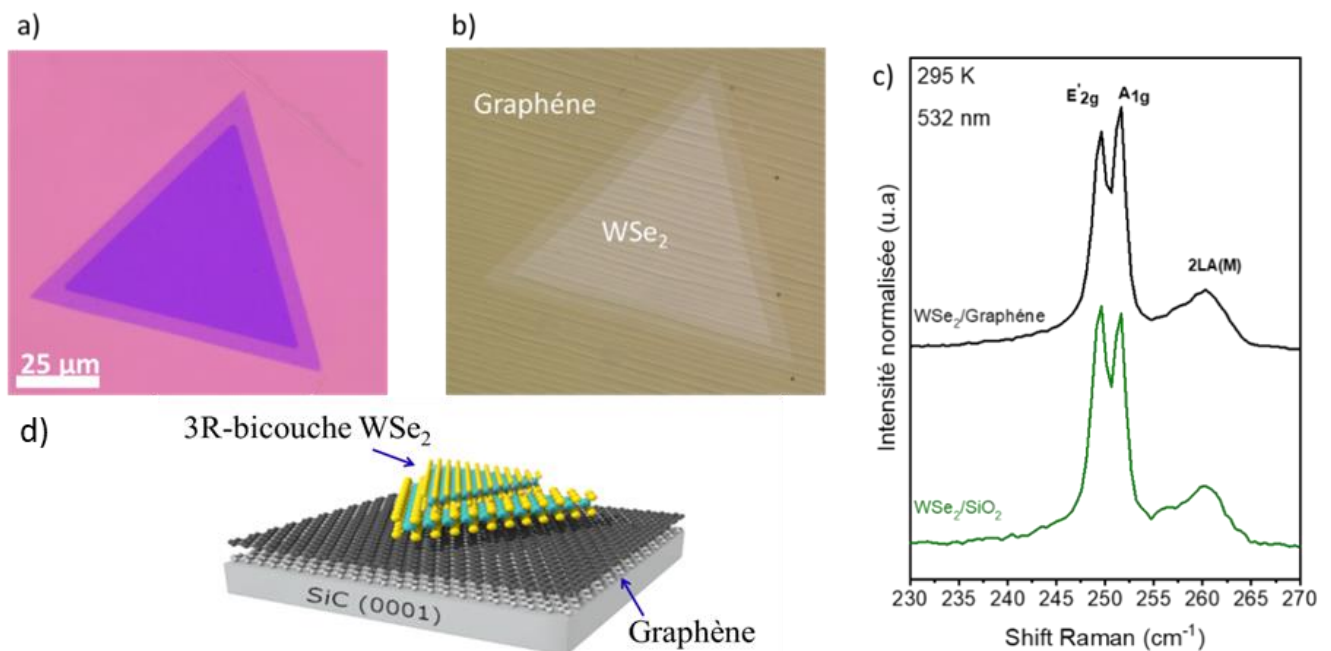 a)
25 µm
b)
Graphéne
WSe₂
c)
295 K
532 nm
E'2g
A1g
2LA(M)
WSe₂/Graphéne
WSe₂/SiO₂
Intensité normalisée (u.a)
230 235 240 245 250 255 260 265 270
Shift Raman (cm⁻¹)
d)
3R-bicouche WSe₂
SiC (0001)
Graphène